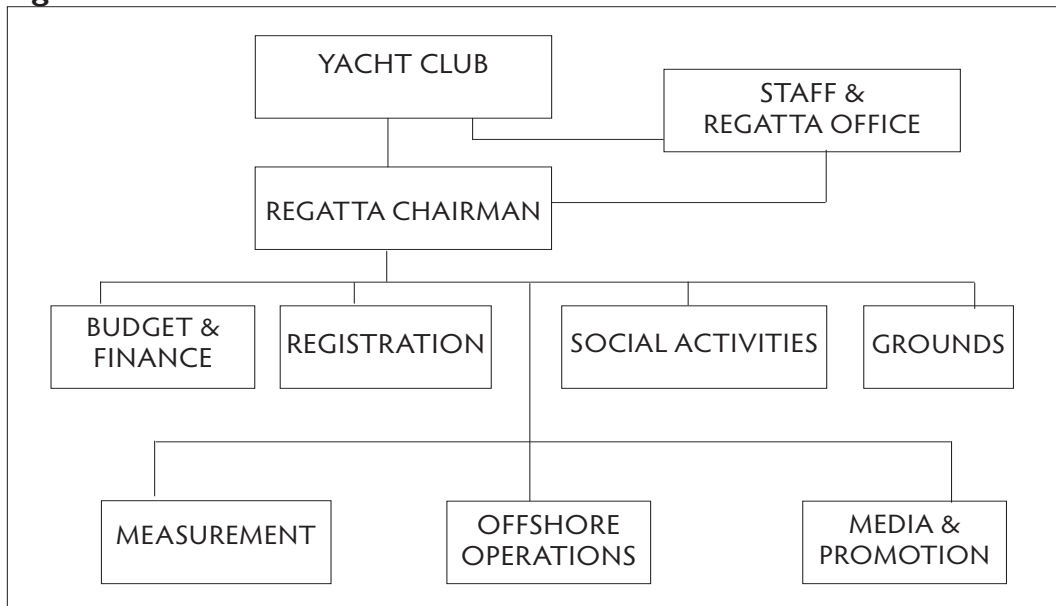 YACHT CLUB
STAFF &
REGATTA OFFICE
REGATTA CHAIRMAN
BUDGET &
FINANCE
REGISTRATION
SOCIAL ACTIVITIES
GROUNDS
MEASUREMENT
OFFSHORE
OPERATIONS
MEDIA &
PROMOTION